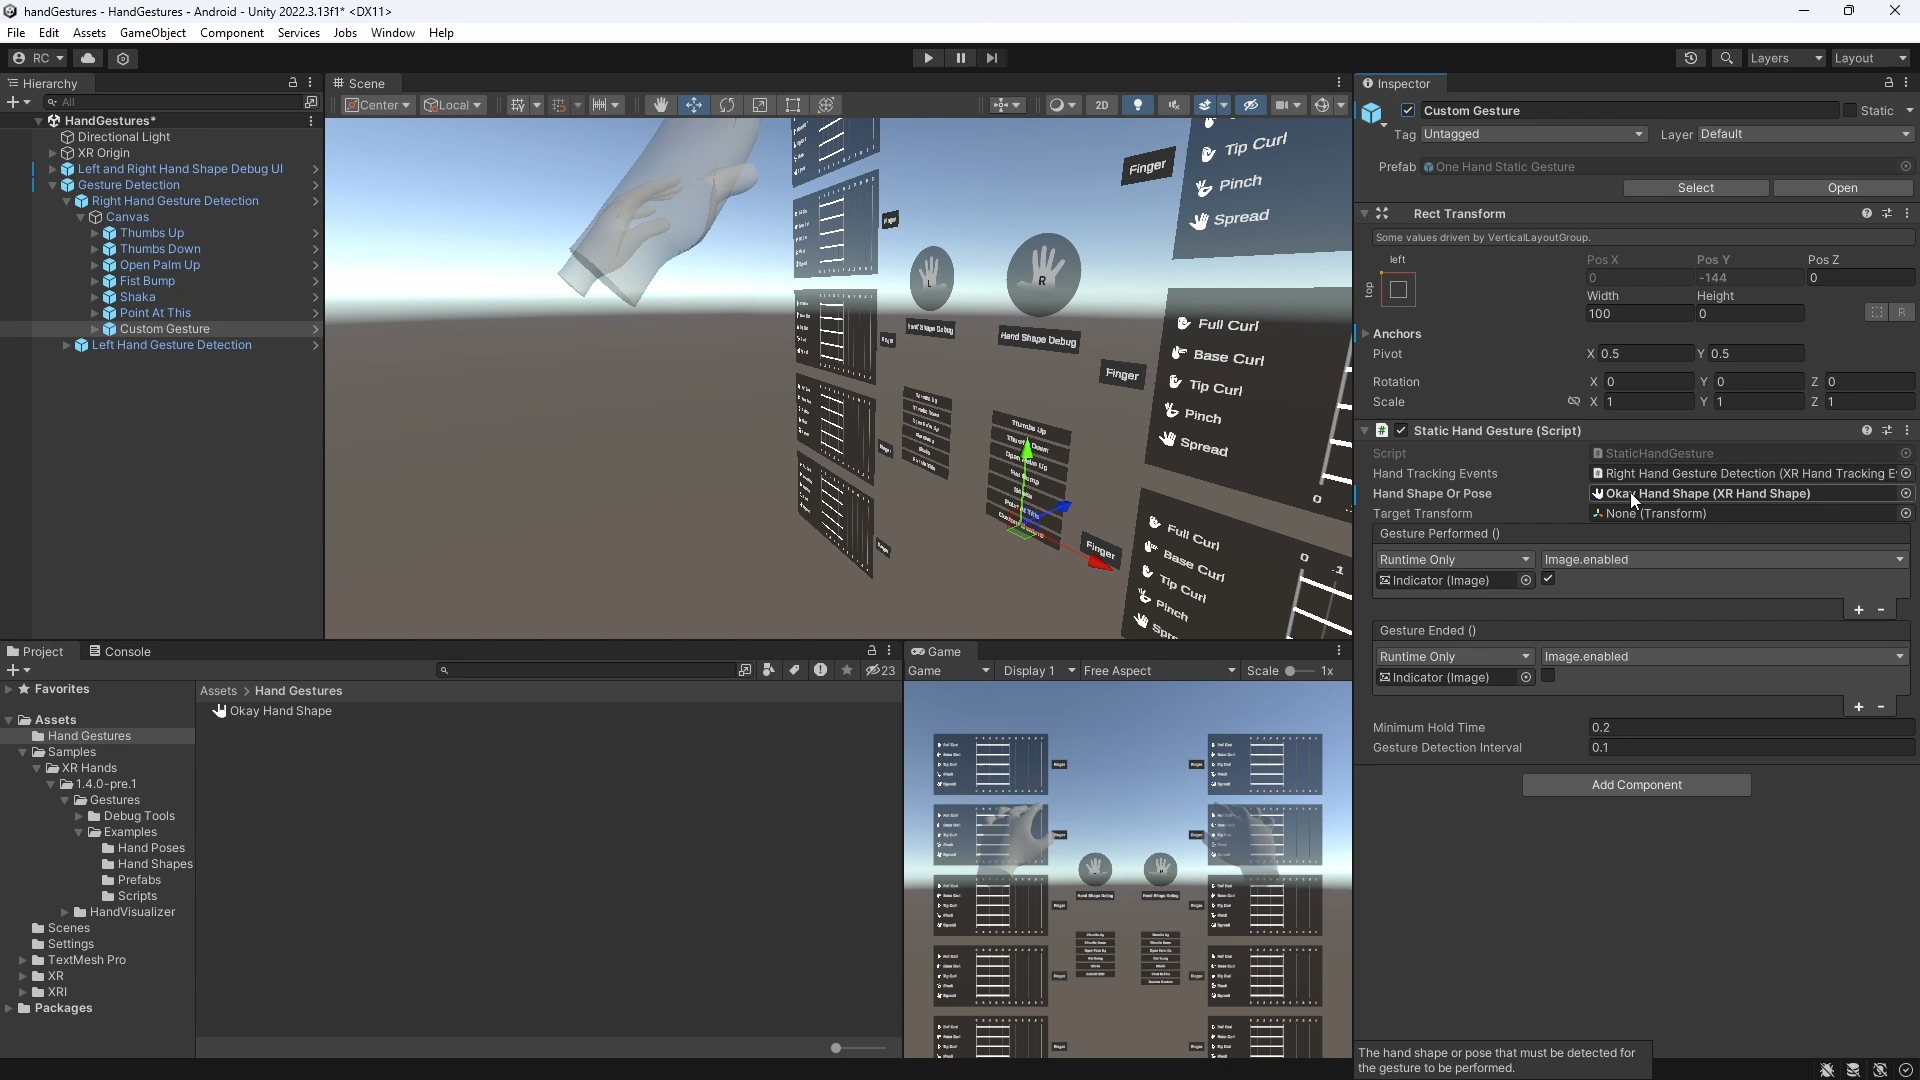 handGestures - HandGestures - Android - Unity 2022.3.13f1* <DX11>
File Edit Assets GameObject Component Services Jobs Window Help
RC
Layers Layout
Hierarchy
All
HandGestures*
Directional Light
XR Origin
Left and Right Hand Shape Debug UI
Gesture Detection
Right Hand Gesture Detection
Canvas
Thumbs Up
Thumbs Down
Open Palm Up
Fist Bump
Shaka
Point At This
Custom Gesture
Left Hand Gesture Detection
Scene
Center Local
2D
Finger
Tip Curl
Pinch
Spread
L
R
Hand Shape Debug
Hand Shape Debug
Finger
Full Curl
Base Curl
Tip Curl
Pinch
Spread
0
Thumbs Up
Finger
Full Curl
Base Curl
Tip Curl
Pinch
0 .1
Inspector
Custom Gesture
Static
Tag Untagged
Layer Default
Prefab One Hand Static Gesture
Select Open
Rect Transform
Some values driven by VerticalLayoutGroup.
left
top
Pos X Pos Y Pos Z
0 -144 0
Width Height
100 0
R
Anchors
Pivot X 0.5 Y 0.5
Rotation X 0 Y 0 Z 0
Scale X 1 Y 1 Z 1
Static Hand Gesture (Script)
Script StaticHandGesture
Hand Tracking Events Right Hand Gesture Detection (XR Hand Tracking E
Hand Shape Or Pose Okay Hand Shape (XR Hand Shape)
Target Transform None (Transform)
Gesture Performed ()
Runtime Only Image.enabled
Indicator (Image)
+ -
Gesture Ended ()
Runtime Only Image.enabled
Indicator (Image)
+ -
Minimum Hold Time 0.2
Gesture Detection Interval 0.1
Add Component
The hand shape or pose that must be detected for
the gesture to be performed.
Project Console
23
Favorites
Assets
Hand Gestures
Samples
XR Hands
1.4.0-pre.1
Gestures
Debug Tools
Examples
Hand Poses
Hand Shapes
Prefabs
Scripts
HandVisualizer
Scenes
Settings
TextMesh Pro
XR
XRI
Packages
Assets > Hand Gestures
Okay Hand Shape
Game
Game Display 1 Free Aspect Scale 1x